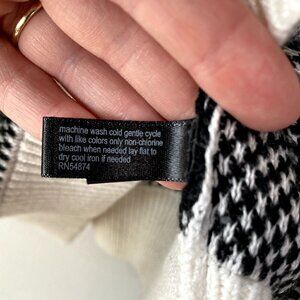 machine wash cold gentle cycle
with like colors only non-chlorine
bleach when needed lay flat to
dry cool iron if needed
RN54874